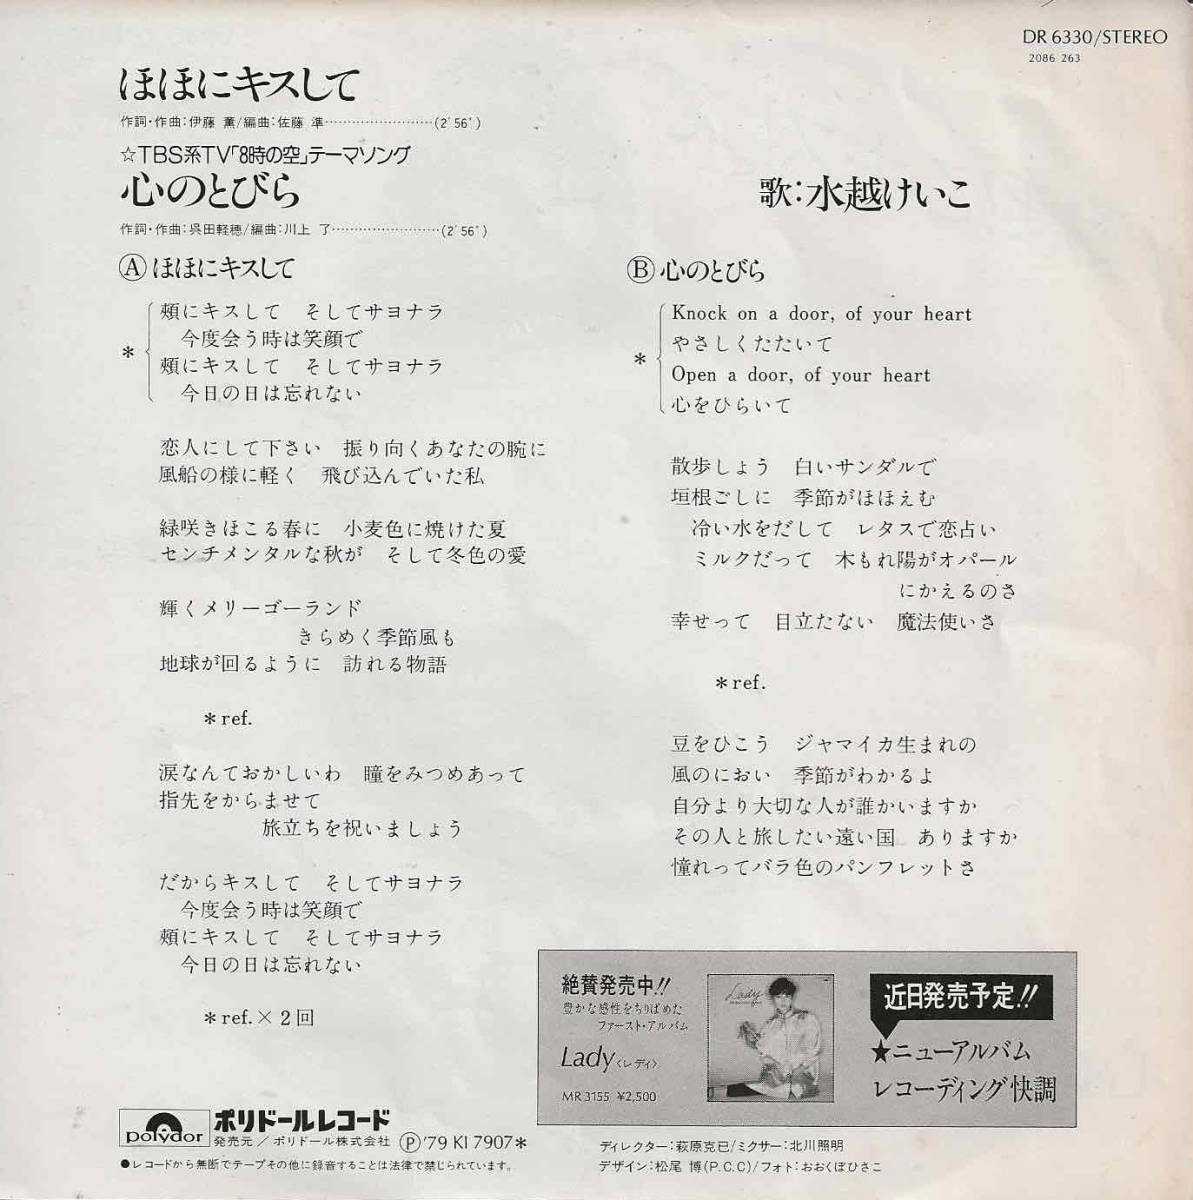 DR 6330/STEREO
2086 263
ほほにキスして
作詞・作曲:伊藤 薫/編曲:佐藤 準……………………(2′56″)
☆TBS系TV「8時の空」テーマソング
心のとびら
作詞・作曲:呉田軽穂/編曲:川上 了……………………(2′56″)
歌:水越けいこ
Ⓐほほにキスして
頬にキスして そしてサヨナラ
今度会う時は笑顔で
*
頬にキスして そしてサヨナラ
今日の日は忘れない
恋人にして下さい 振り向くあなたの腕に
風船の様に軽く 飛び込んでいた私
緑咲きほこる春に 小麦色に焼けた夏
センチメンタルな秋が そして冬色の愛
輝くメリーゴーランド
きらめく季節風も
地球が回るように 訪れる物語
*ref.
涙なんておかしいわ 瞳をみつめあって
指先をからませて
旅立ちを祝いましょう
だからキスして そしてサヨナラ
今度会う時は笑顔で
頬にキスして そしてサヨナラ
今日の日は忘れない
*ref.×2回
Ⓑ心のとびら
Knock on a door, of your heart
やさしくたたいて
*
Open a door, of your heart
心をひらいて
散歩しょう 白いサンダルで
垣根ごしに 季節がほほえむ
冷い水をだして レタスで恋占い
ミルクだって 木もれ陽がオパール
にかえるのさ
幸せって 目立たない 魔法使いさ
*ref.
豆をひこう ジャマイカ生まれの
風のにおい 季節がわかるよ
自分より大切な人が誰かいますか
その人と旅したい遠い国 ありますか
憧れってバラ色のパンフレットさ
絶賛発売中!!
豊かな感性をちりばめた
ファースト・アルバム
Lady〈レディ〉
MR3155 ¥2,500
Lady
近日発売予定!!
★ニューアルバム
レコーディング快調
polydor
ポリドールレコード
発売元/ポリドール株式会社 Ⓟ'79 KI 7907*
●レコードから無断でテープその他に録音することは法律で禁じられています。
ディレクター:萩原克己/ミクサー:北川照明
デザイン:松尾 博(P.C.C)/フォト:おおくぼひさこ